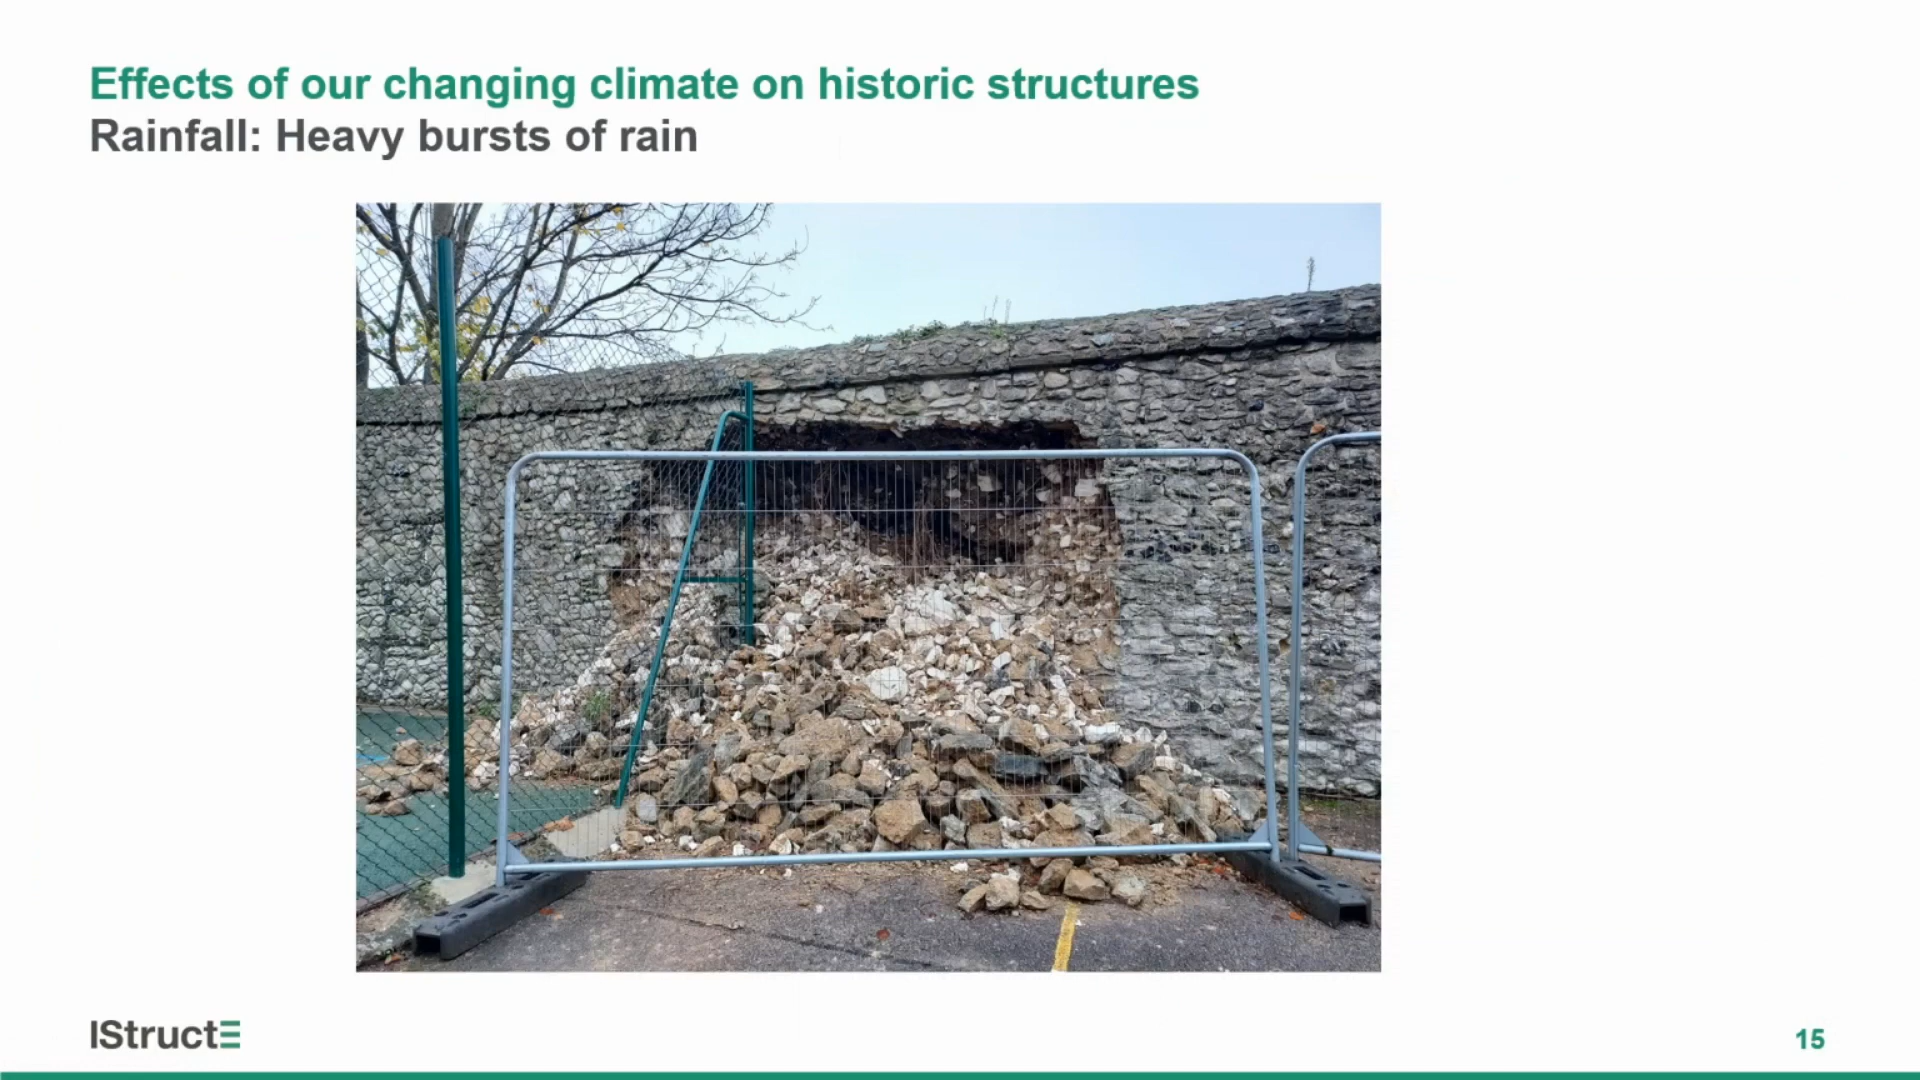 Effects of our changing climate on historic structures
Rainfall: Heavy bursts of rain
IStructE
15